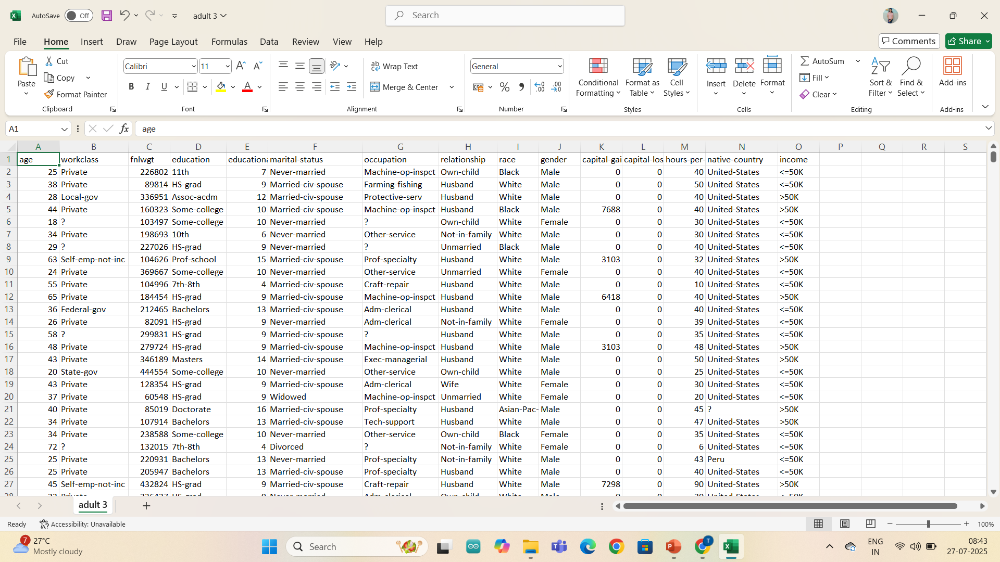 AutoSave Off adult 3 Search
File Home Insert Draw Page Layout Formulas Data Review View Help Comments Share
Paste Cut Copy Format Painter Clipboard
Calibri 11 B I U Font
Wrap Text Merge & Center Alignment
General Number
Conditional Formatting Format as Table Cell Styles Styles
Insert Delete Format Cells
AutoSum Fill Clear Sort & Filter Find & Select Editing
Add-ins Add-ins
A1 fx age
A B C D E F G H I J K L M N O P Q R S
1 age workclass fnlwgt education educationa marital-status occupation relationship race gender capital-gai capital-los hours-per- native-country income
2 25 Private 226802 11th 7 Never-married Machine-op-inspct Own-child Black Male 0 0 40 United-States <=50K
3 38 Private 89814 HS-grad 9 Married-civ-spouse Farming-fishing Husband White Male 0 0 50 United-States <=50K
4 28 Local-gov 336951 Assoc-acdm 12 Married-civ-spouse Protective-serv Husband White Male 0 0 40 United-States >50K
5 44 Private 160323 Some-college 10 Married-civ-spouse Machine-op-inspct Husband Black Male 7688 0 40 United-States >50K
6 18 ? 103497 Some-college 10 Never-married ? Own-child White Female 0 0 30 United-States <=50K
7 34 Private 198693 10th 6 Never-married Other-service Not-in-family White Male 0 0 30 United-States <=50K
8 29 ? 227026 HS-grad 9 Never-married ? Unmarried Black Male 0 0 40 United-States <=50K
9 63 Self-emp-not-inc 104626 Prof-school 15 Married-civ-spouse Prof-specialty Husband White Male 3103 0 32 United-States >50K
10 24 Private 369667 Some-college 10 Never-married Other-service Unmarried White Female 0 0 40 United-States <=50K
11 55 Private 104996 7th-8th 4 Married-civ-spouse Craft-repair Husband White Male 0 0 10 United-States <=50K
12 65 Private 184454 HS-grad 9 Married-civ-spouse Machine-op-inspct Husband White Male 6418 0 40 United-States >50K
13 36 Federal-gov 212465 Bachelors 13 Married-civ-spouse Adm-clerical Husband White Male 0 0 40 United-States <=50K
14 26 Private 82091 HS-grad 9 Never-married Adm-clerical Not-in-family White Female 0 0 39 United-States <=50K
15 58 ? 299831 HS-grad 9 Married-civ-spouse ? Husband White Male 0 0 35 United-States <=50K
16 48 Private 279724 HS-grad 9 Married-civ-spouse Machine-op-inspct Husband White Male 3103 0 48 United-States >50K
17 43 Private 346189 Masters 14 Married-civ-spouse Exec-managerial Husband White Male 0 0 50 United-States >50K
18 20 State-gov 444554 Some-college 10 Never-married Other-service Own-child White Male 0 0 25 United-States <=50K
19 43 Private 128354 HS-grad 9 Married-civ-spouse Adm-clerical Wife White Female 0 0 30 United-States <=50K
20 37 Private 60548 HS-grad 9 Widowed Machine-op-inspct Unmarried White Female 0 0 20 United-States <=50K
21 40 Private 85019 Doctorate 16 Married-civ-spouse Prof-specialty Husband Asian-Pac- Male 0 0 45 ? >50K
22 34 Private 107914 Bachelors 13 Married-civ-spouse Tech-support Husband White Male 0 0 47 United-States >50K
23 34 Private 238588 Some-college 10 Never-married Other-service Own-child Black Female 0 0 35 United-States <=50K
24 72 ? 132015 7th-8th 4 Divorced ? Not-in-family White Female 0 0 6 United-States <=50K
25 25 Private 220931 Bachelors 13 Never-married Prof-specialty Not-in-family White Male 0 0 43 Peru <=50K
26 25 Private 205947 Bachelors 13 Married-civ-spouse Prof-specialty Husband White Male 0 0 40 United-States <=50K
27 45 Self-emp-not-inc 432824 HS-grad 9 Married-civ-spouse Craft-repair Husband White Male 7298 0 90 United-States >50K
adult 3
Ready Accessibility: Unavailable 100%
7 27°C Mostly cloudy Search ENG IN 08:43 27-07-2025